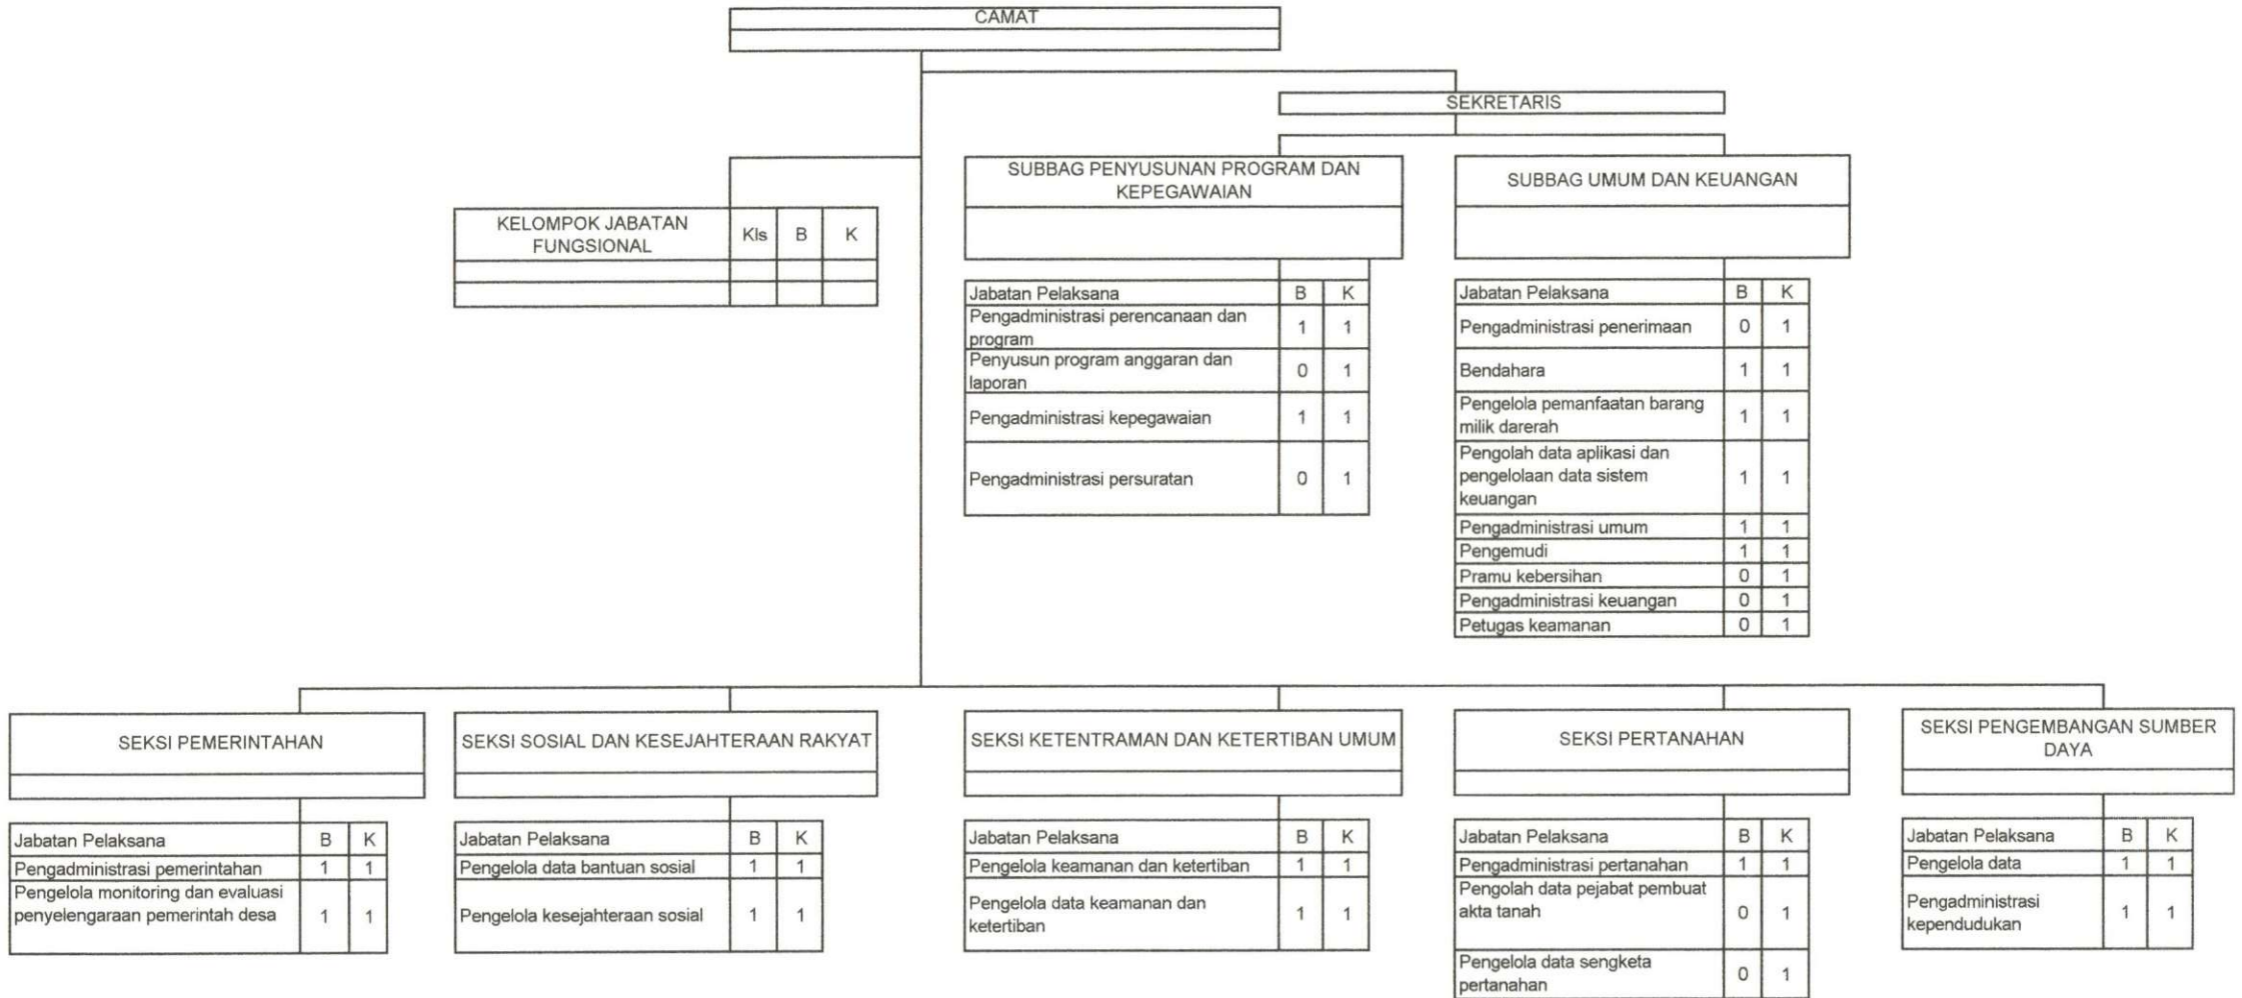 CAMAT
SEKRETARIS
SUBBAG PENYUSUNAN PROGRAM DAN
KEPEGAWAIAN
SUBBAG UMUM DAN KEUANGAN
KELOMPOK JABATAN
FUNGSIONAL
Kls B K
Jabatan Pelaksana B K
Pengadministrasi perencanaan dan
program 1 1
Penyusun program anggaran dan
laporan 0 1
Pengadministrasi kepegawaian 1 1
Pengadministrasi persuratan 0 1
Jabatan Pelaksana B K
Pengadministrasi penerimaan 0 1
Bendahara 1 1
Pengelola pemanfaatan barang
milik darerah 1 1
Pengolah data aplikasi dan
pengelolaan data sistem
keuangan 1 1
Pengadministrasi umum 1 1
Pengemudi 1 1
Pramu kebersihan 0 1
Pengadministrasi keuangan 0 1
Petugas keamanan 0 1
SEKSI PEMERINTAHAN
Jabatan Pelaksana B K
Pengadministrasi pemerintahan 1 1
Pengelola monitoring dan evaluasi
penyelengaraan pemerintah desa 1 1
SEKSI SOSIAL DAN KESEJAHTERAAN RAKYAT
Jabatan Pelaksana B K
Pengelola data bantuan sosial 1 1
Pengelola kesejahteraan sosial 1 1
SEKSI KETENTRAMAN DAN KETERTIBAN UMUM
Jabatan Pelaksana B K
Pengelola keamanan dan ketertiban 1 1
Pengelola data keamanan dan
ketertiban 1 1
SEKSI PERTANAHAN
Jabatan Pelaksana B K
Pengadministrasi pertanahan 1 1
Pengolah data pejabat pembuat
akta tanah 0 1
Pengelola data sengketa
pertanahan 0 1
SEKSI PENGEMBANGAN SUMBER
DAYA
Jabatan Pelaksana B K
Pengelola data 1 1
Pengadministrasi
kependudukan 1 1